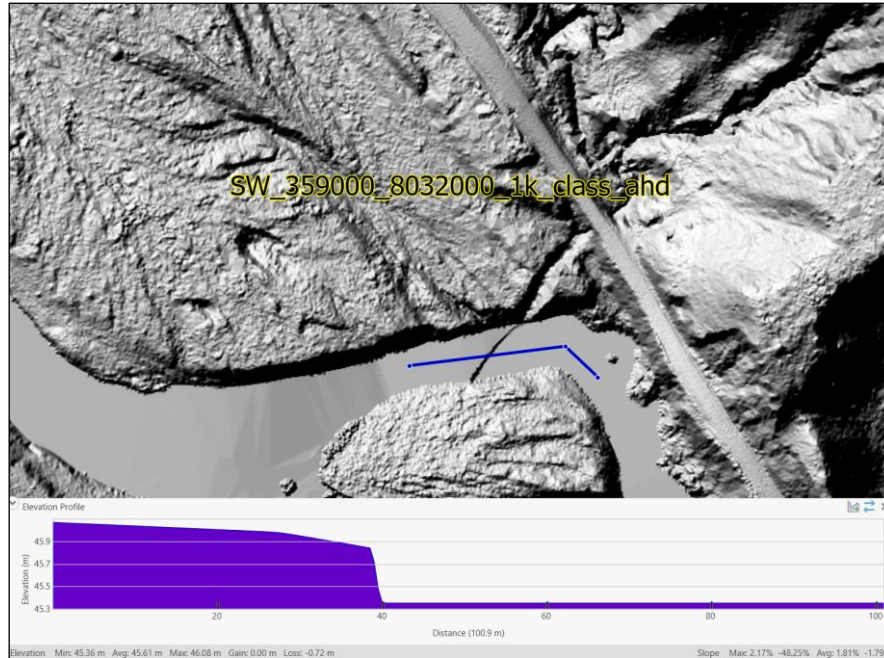 SW_359000_8032000_1k_class_ahd
Elevation Profile
Elevation (m)
45.9
45.7
45.5
45.3
20
40
60
80
100
Distance (100.9 m)
Elevation Min: 45.36 m Avg: 45.61 m Max: 46.08 m Gain: 0.00 m Loss: -0.72 m
Slope Max: 2.17% -48.25% Avg: 1.81% -1.79